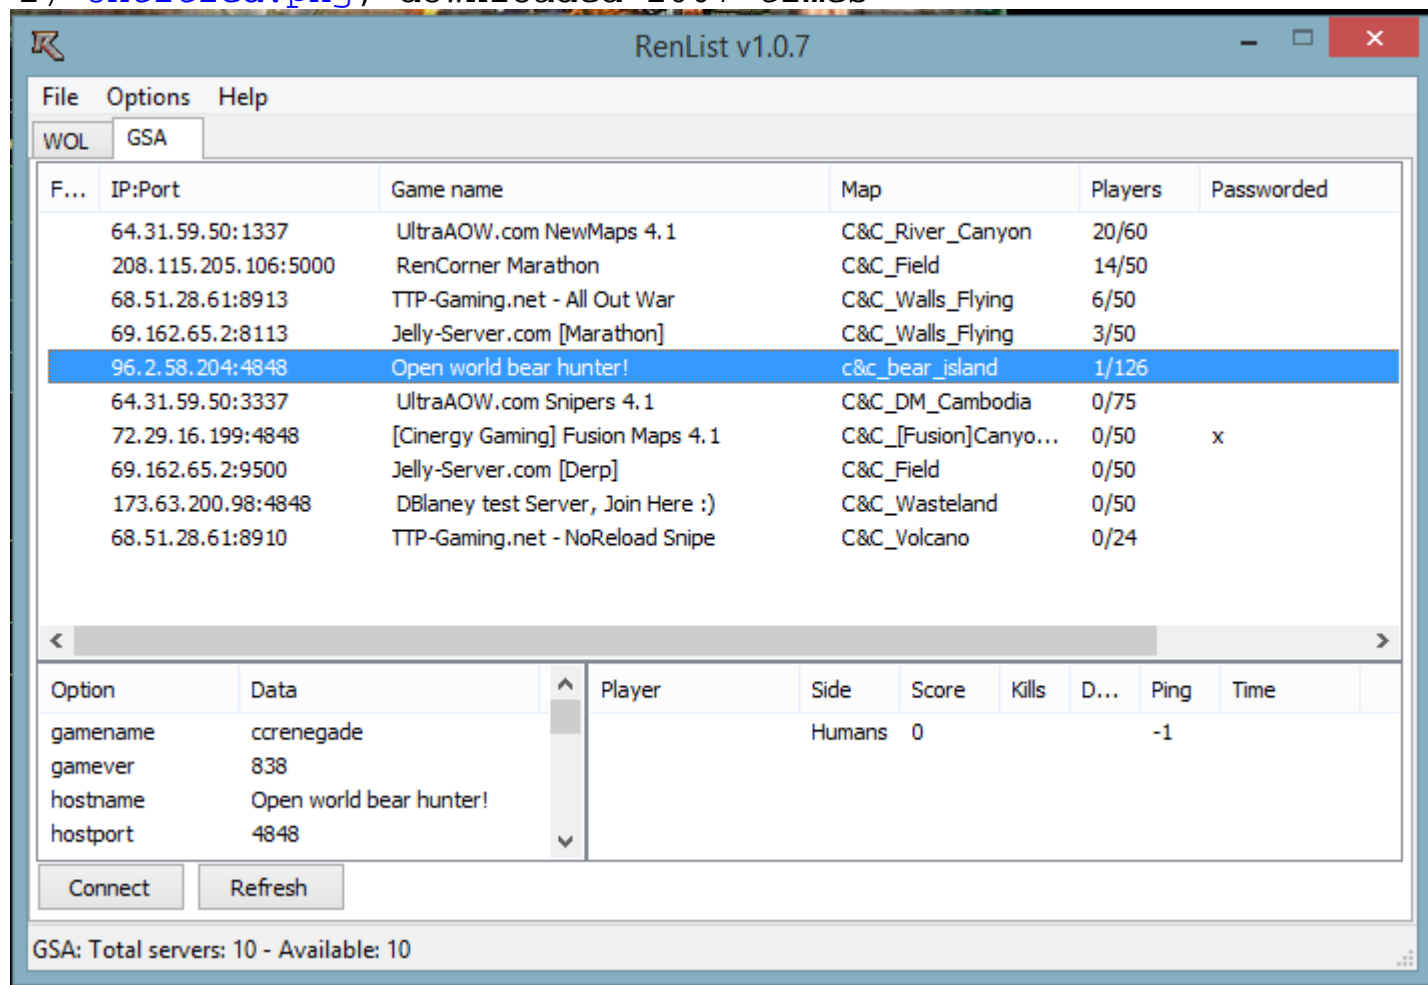 RenList v1.0.7
File Options Help
WOL GSA
F... IP:Port Game name Map Players Passworded
64.31.59.50:1337 UltraAOW.com NewMaps 4.1 C&C_River_Canyon 20/60
208.115.205.106:5000 RenCorner Marathon C&C_Field 14/50
68.51.28.61:8913 TTP-Gaming.net - All Out War C&C_Walls_Flying 6/50
69.162.65.2:8113 Jelly-Server.com [Marathon] C&C_Walls_Flying 3/50
96.2.58.204:4848 Open world bear hunter! c&c_bear_island 1/126
64.31.59.50:3337 UltraAOW.com Snipers 4.1 C&C_DM_Cambodia 0/75
72.29.16.199:4848 [Cinergy Gaming] Fusion Maps 4.1 C&C_[Fusion]Canyo... 0/50 x
69.162.65.2:9500 Jelly-Server.com [Derp] C&C_Field 0/50
173.63.200.98:4848 DBlaney test Server, Join Here :) C&C_Wasteland 0/50
68.51.28.61:8910 TTP-Gaming.net - NoReload Snipe C&C_Volcano 0/24
Option Data Player Side Score Kills D... Ping Time
gamename ccrenegade Humans 0 -1
gamever 838
hostname Open world bear hunter!
hostport 4848
Connect Refresh
GSA: Total servers: 10 - Available: 10